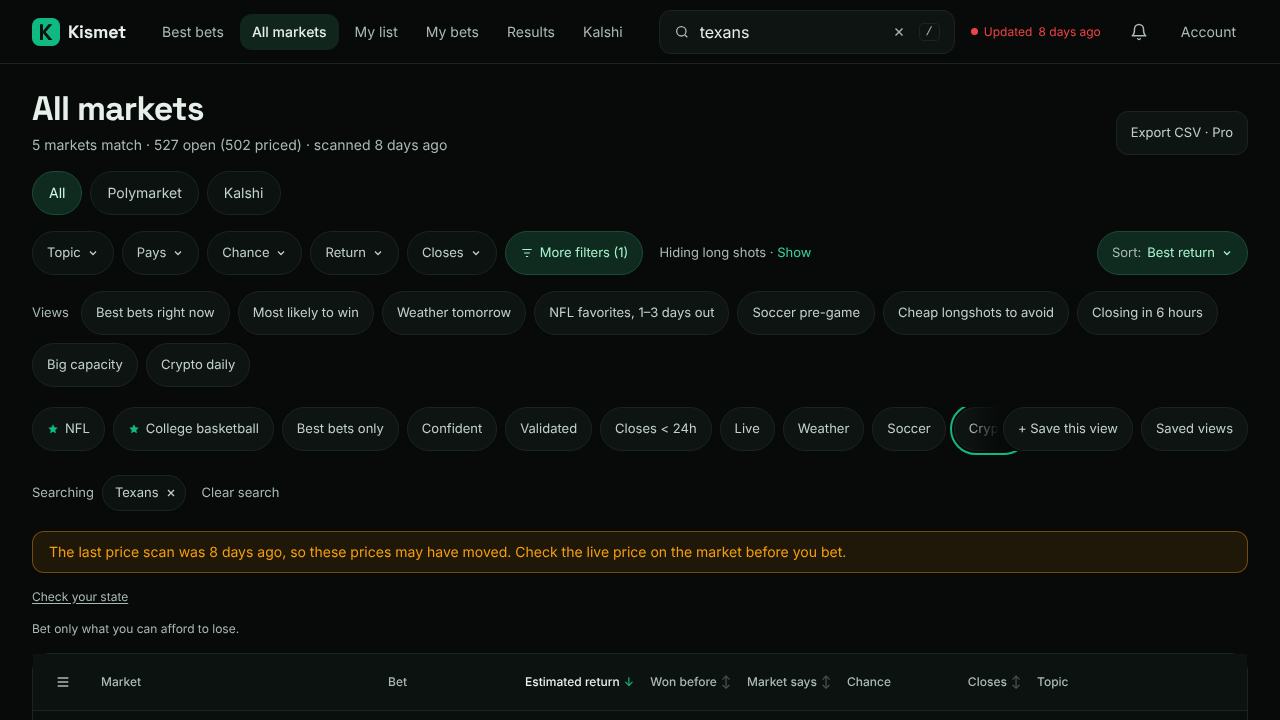 K Kismet Best bets All markets My list My bets Results Kalshi texans / Updated 8 days ago Account
All markets
5 markets match · 527 open (502 priced) · scanned 8 days ago
Export CSV · Pro
All Polymarket Kalshi
Topic Pays Chance Return Closes More filters (1) Hiding long shots · Show Sort: Best return
Views Best bets right now Most likely to win Weather tomorrow NFL favorites, 1–3 days out Soccer pre-game Cheap longshots to avoid Closing in 6 hours
Big capacity Crypto daily
NFL College basketball Best bets only Confident Validated Closes < 24h Live Weather Soccer Cryp + Save this view Saved views
Searching Texans × Clear search
The last price scan was 8 days ago, so these prices may have moved. Check the live price on the market before you bet.
Check your state
Bet only what you can afford to lose.
Market Bet Estimated return ↓ Won before Market says Chance Closes Topic